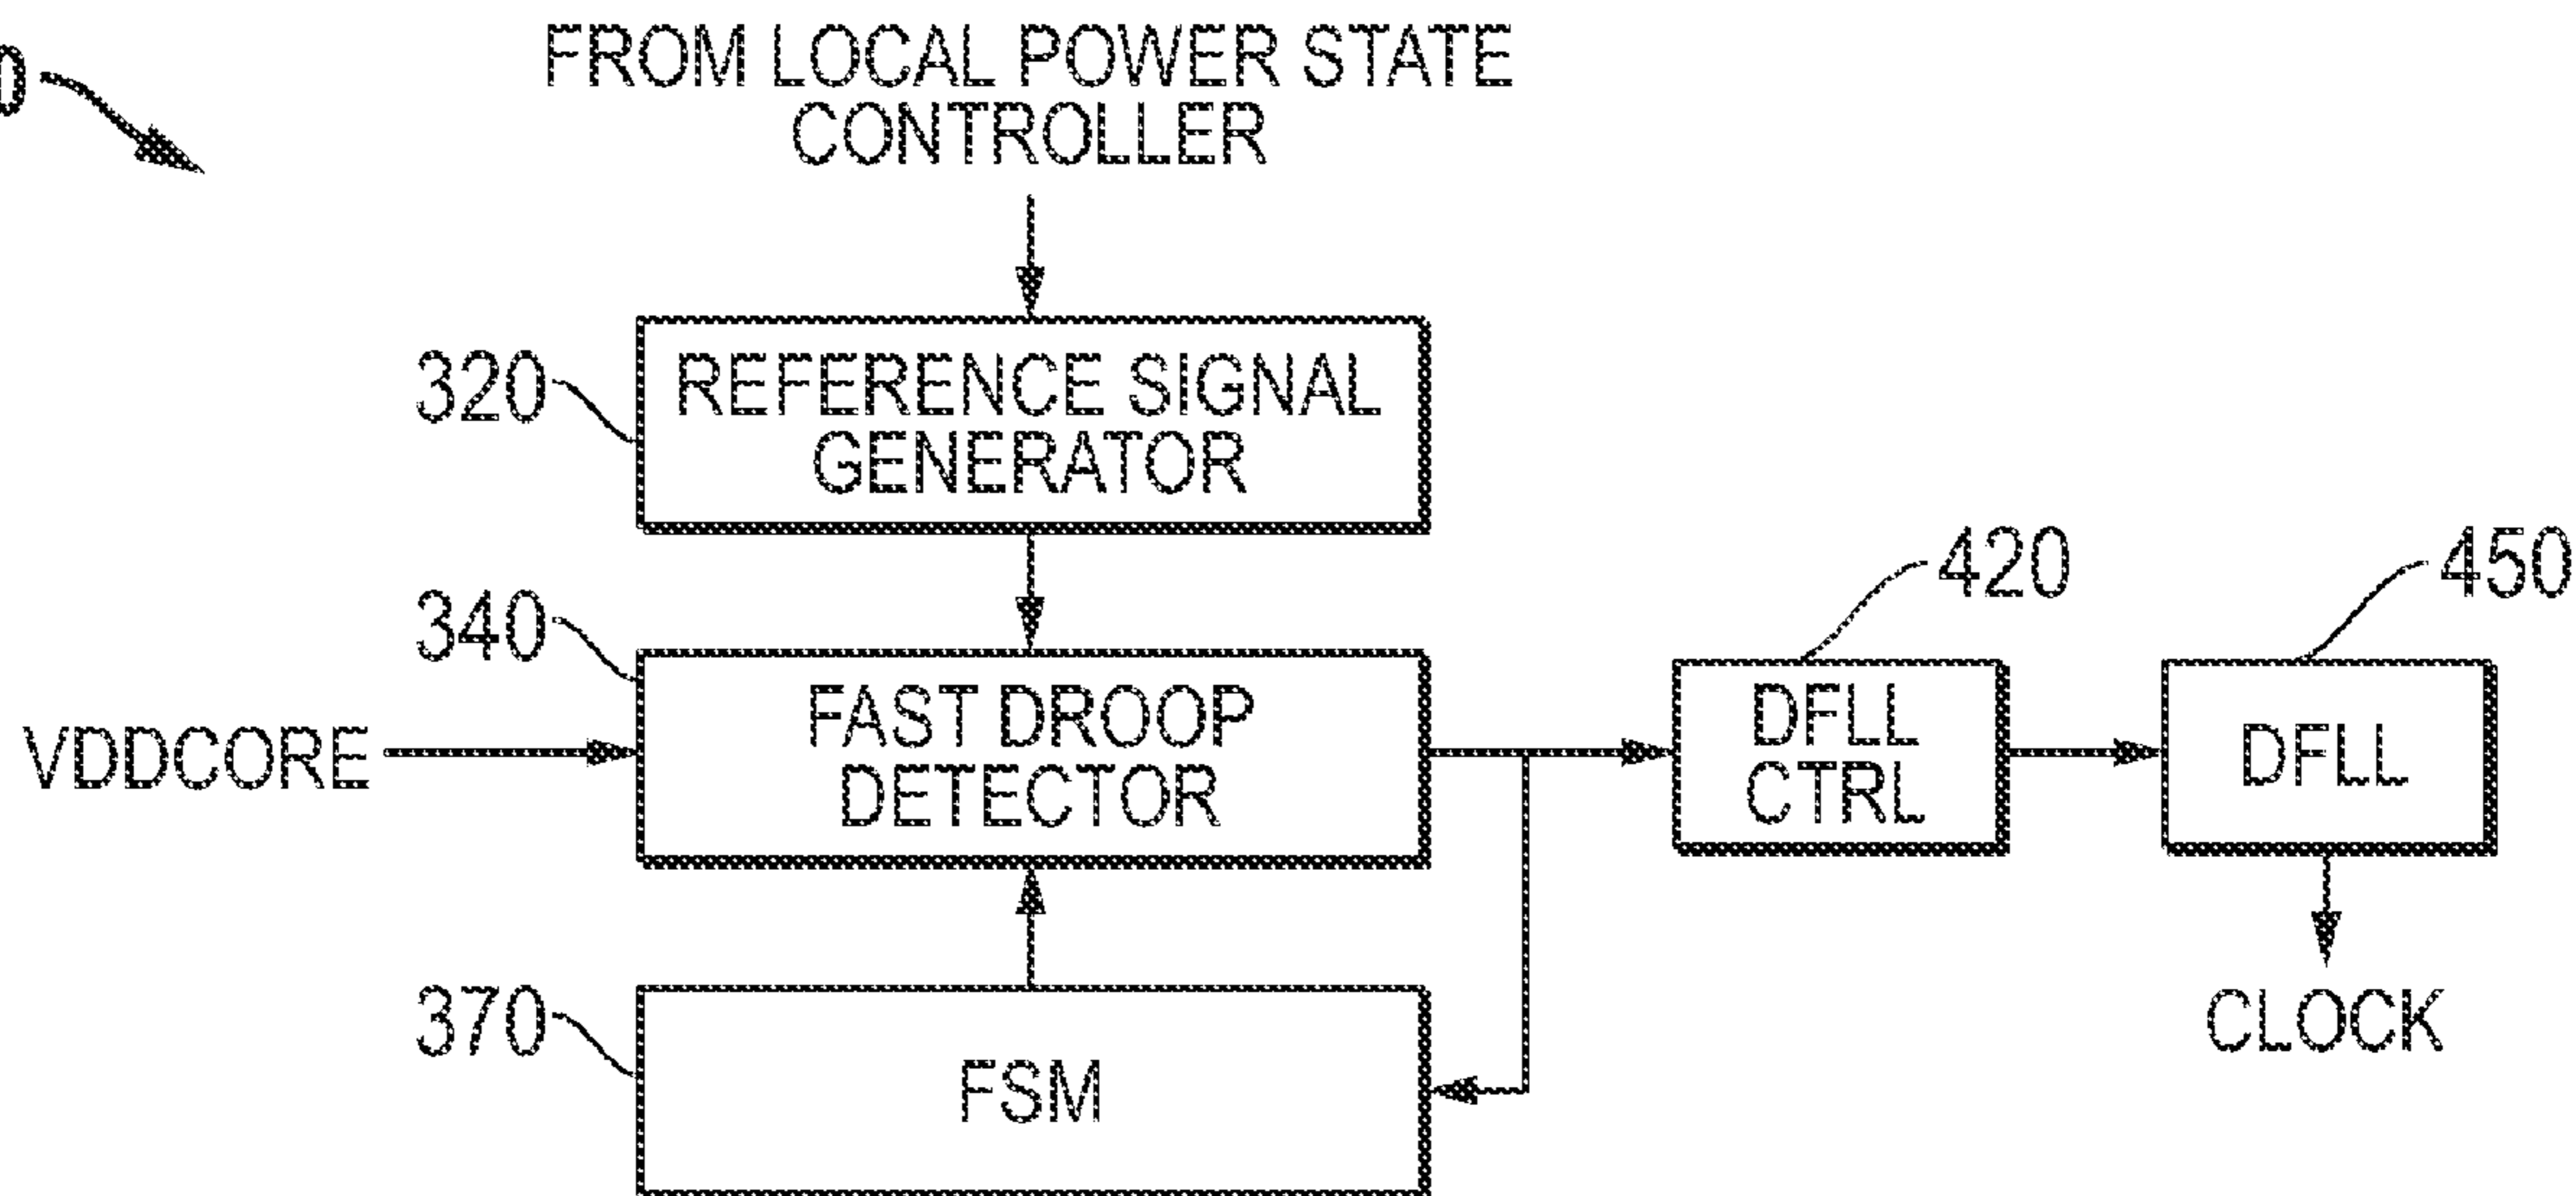 FROM LOCAL POWER STATE
CONTROLLER
320
REFERENCE SIGNAL
GENERATOR
340
FAST DROOP
DETECTOR
VDDCORE
420
DFLL
CTRL
450
DFLL
CLOCK
370
FSM